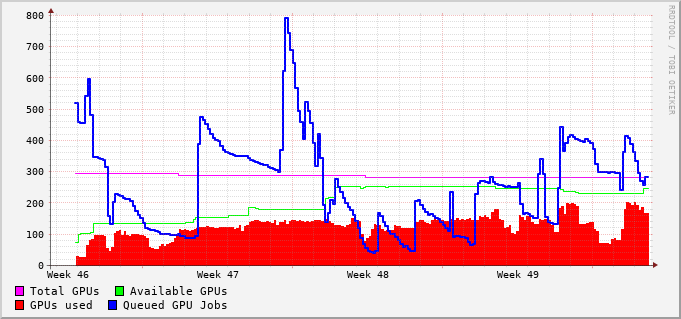 800
700
600
500
400
300
200
100
0
Week 46 Week 47 Week 48 Week 49
Total GPUs Available GPUs
GPUs used Queued GPU Jobs
RRDTOOL / TOBI OETIKER